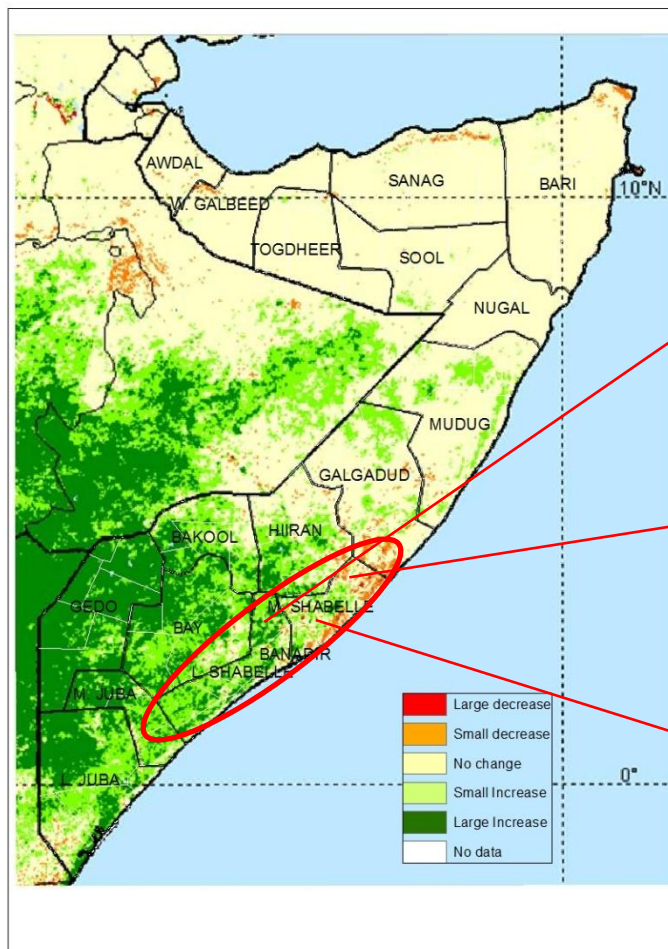 AWDAL
SANAG
BARI
10°N
W. GALBEED
TOGDHEER
SOOL
NUGAL
MUDUG
GALGADUD
HIIRAN
BAKOOL
GEDO
M. SHABELLE
BAY
BANADIR
L. SHABELLE
M. JUBA
L. JUBA
0°
Large decrease
Small decrease
No change
Small Increase
Large Increase
No data